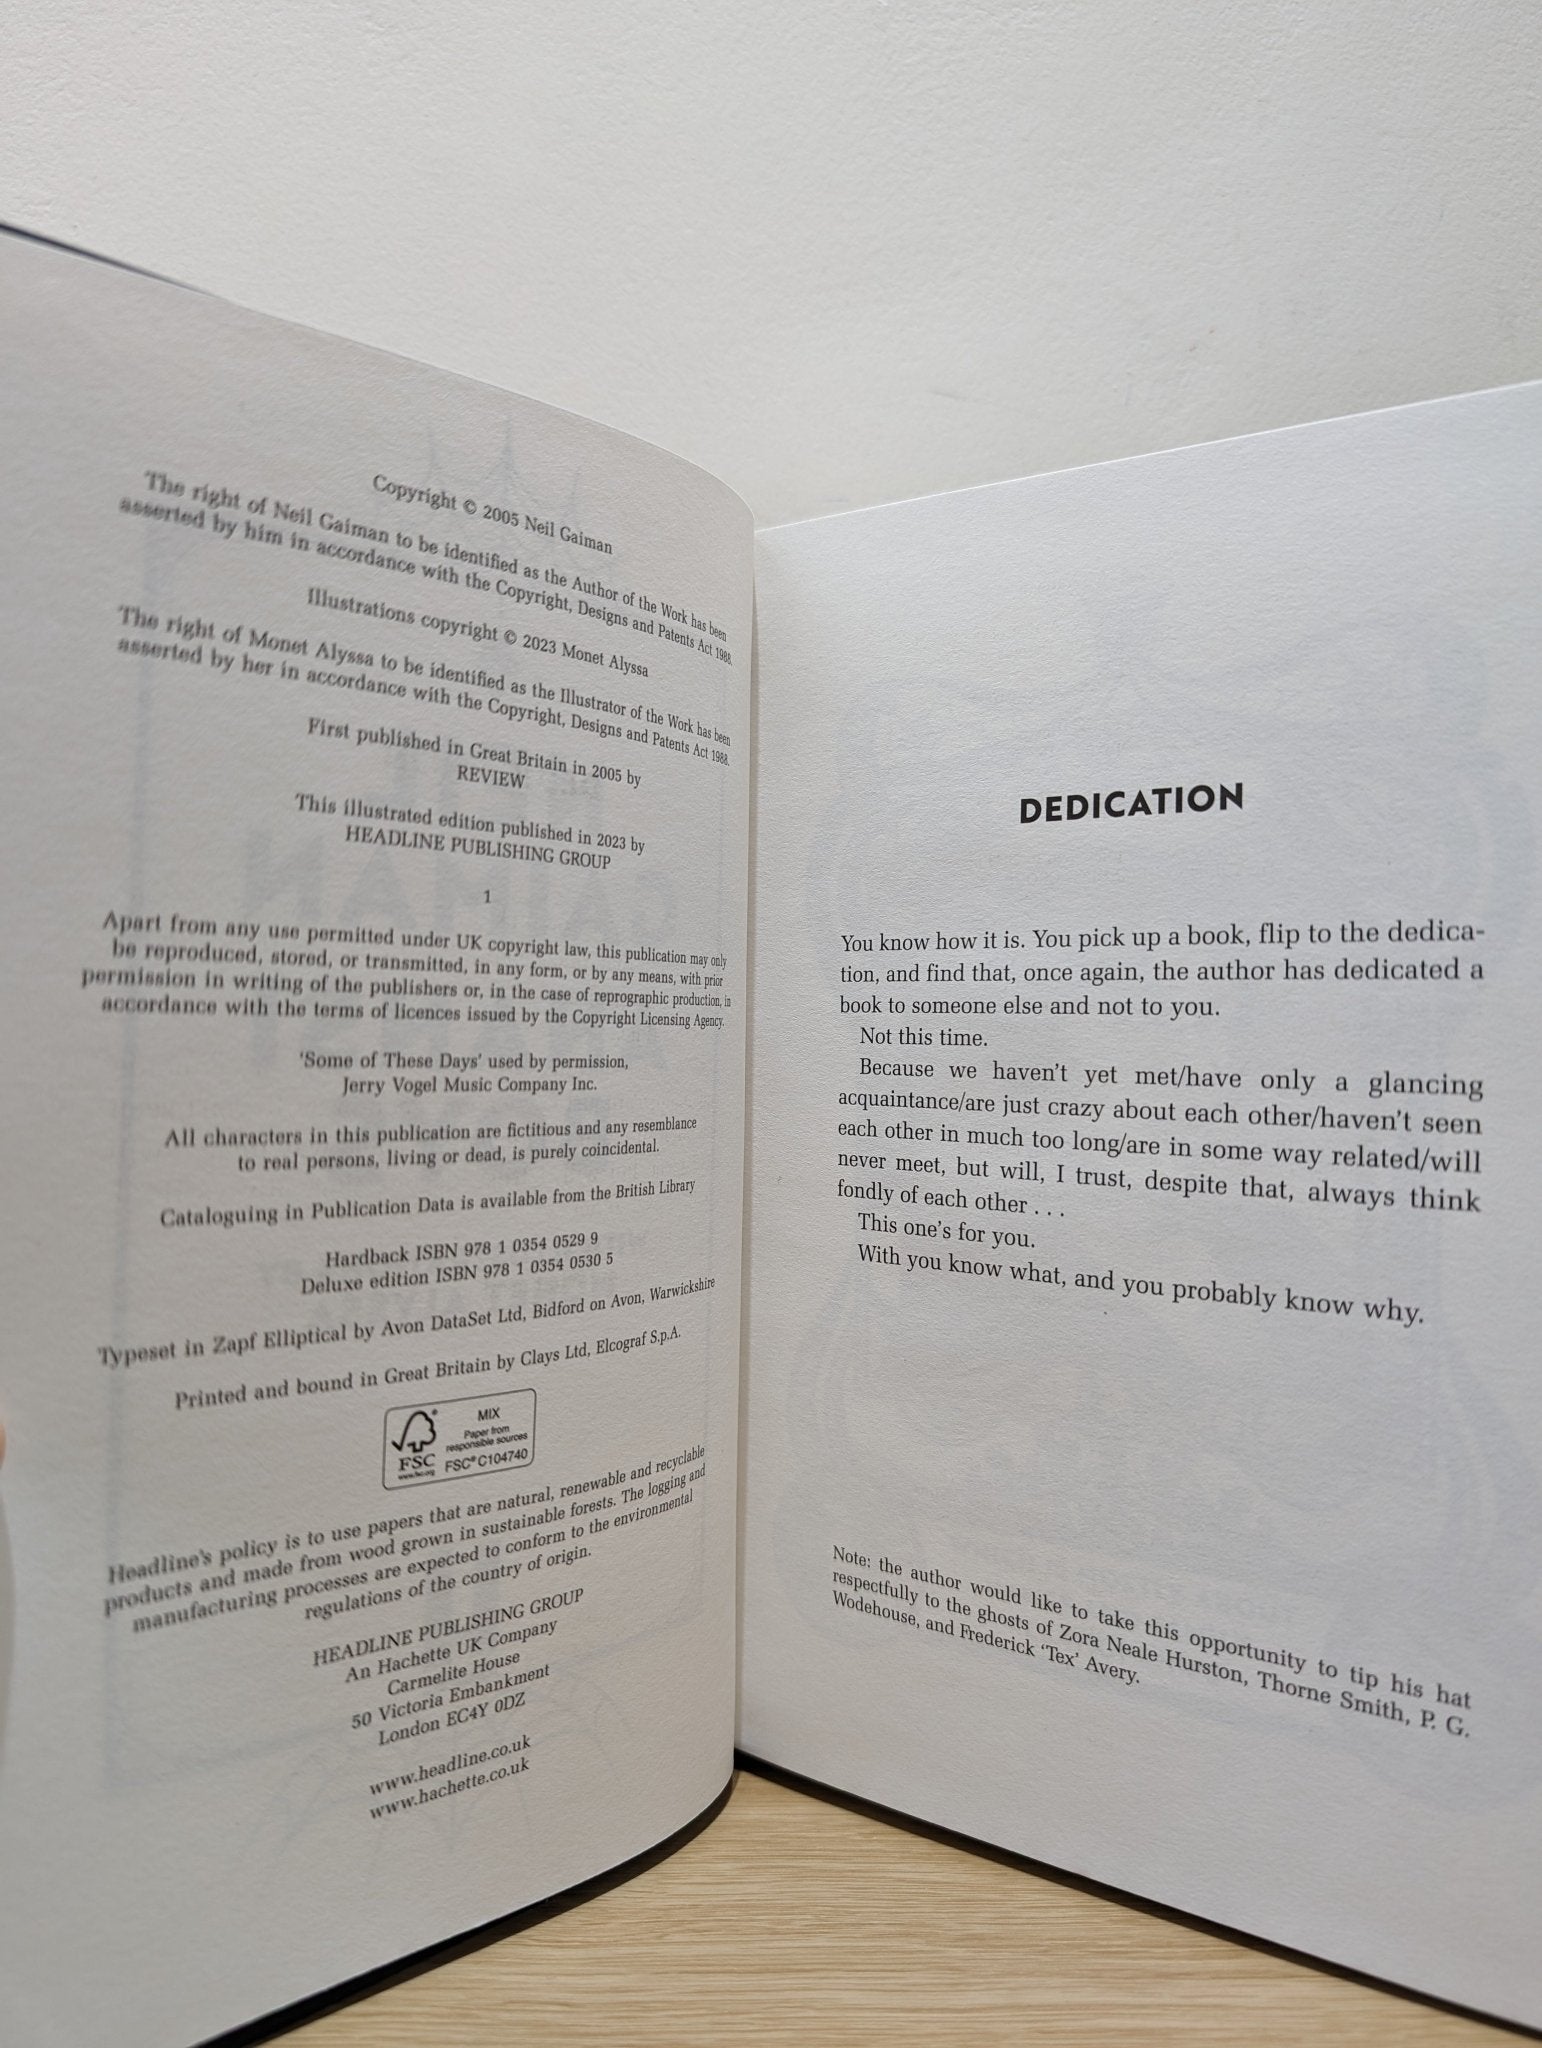 Copyright © 2005 Neil Gaiman
The right of Neil Gaiman to be identified as the Author of the Work has been
asserted by him in accordance with the Copyright, Designs and Patents Act 1988.
Illustrations copyright © 2023 Monet Alyssa
The right of Monet Alyssa to be identified as the Illustrator of the Work has been
asserted by her in accordance with the Copyright, Designs and Patents Act 1988.
First published in Great Britain in 2005 by
REVIEW
This illustrated edition published in 2023 by
HEADLINE PUBLISHING GROUP
1
Apart from any use permitted under UK copyright law, this publication may only
be reproduced, stored, or transmitted, in any form, or by any means, with prior
permission in writing of the publishers or, in the case of reprographic production, in
accordance with the terms of licences issued by the Copyright Licensing Agency.
'Some of These Days' used by permission,
Jerry Vogel Music Company Inc.
All characters in this publication are fictitious and any resemblance
to real persons, living or dead, is purely coincidental.
Cataloguing in Publication Data is available from the British Library
Hardback ISBN 978 1 0354 0529 9
Deluxe edition ISBN 978 1 0354 0530 5
Typeset in Zapf Elliptical by Avon DataSet Ltd, Bidford on Avon, Warwickshire
Printed and bound in Great Britain by Clays Ltd, Elcograf S.p.A.
MIX
Paper from
responsible sources
FSC® C104740
FSC
www.fsc.org
Headline's policy is to use papers that are natural, renewable and recyclable
products and made from wood grown in sustainable forests. The logging and
manufacturing processes are expected to conform to the environmental
regulations of the country of origin.
HEADLINE PUBLISHING GROUP
An Hachette UK Company
Carmelite House
50 Victoria Embankment
London EC4Y 0DZ
www.headline.co.uk
www.hachette.co.uk
DEDICATION
You know how it is. You pick up a book, flip to the dedica-
tion, and find that, once again, the author has dedicated a
book to someone else and not to you.
Not this time.
Because we haven't yet met/have only a glancing
acquaintance/are just crazy about each other/haven't seen
each other in much too long/are in some way related/will
never meet, but will, I trust, despite that, always think
fondly of each other . . .
This one's for you.
With you know what, and you probably know why.
Note: the author would like to take this opportunity to tip his hat
respectfully to the ghosts of Zora Neale Hurston, Thorne Smith, P. G.
Wodehouse, and Frederick 'Tex' Avery.